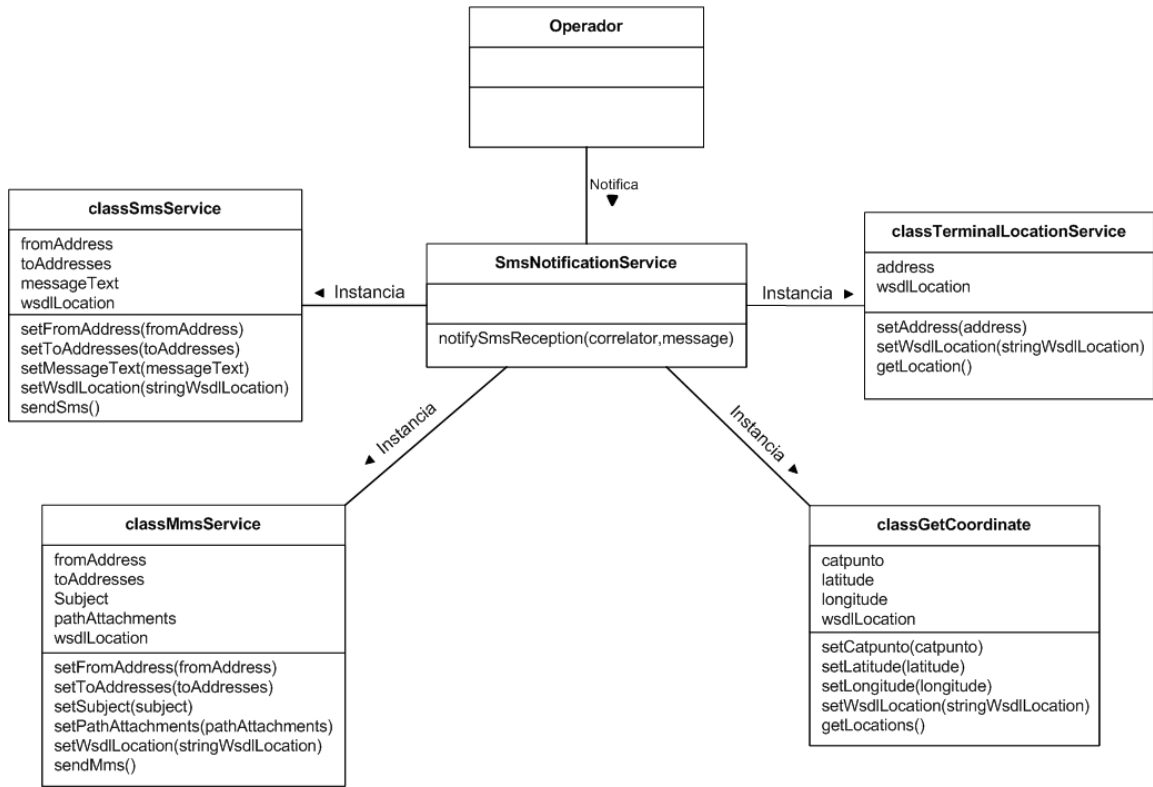 Operador
Notifica
classSmsService
fromAddress
toAddresses
messageText
wsdlLocation
setFromAddress(fromAddress)
setToAddresses(toAddresses)
setMessageText(messageText)
setWsdlLocation(stringWsdlLocation)
sendSms()
Instancia
SmsNotificationService
notifySmsReception(correlator,message)
Instancia
classTerminalLocationService
address
wsdlLocation
setAddress(address)
setWsdlLocation(stringWsdlLocation)
getLocation()
Instancia
Instancia
classMmsService
fromAddress
toAddresses
Subject
pathAttachments
wsdlLocation
setFromAddress(fromAddress)
setToAddresses(toAddresses)
setSubject(subject)
setPathAttachments(pathAttachments)
setWsdlLocation(stringWsdlLocation)
sendMms()
classGetCoordinate
catpunto
latitude
longitude
wsdlLocation
setCatpunto(catpunto)
setLatitude(latitude)
setLongitude(longitude)
setWsdlLocation(stringWsdlLocation)
getLocations()